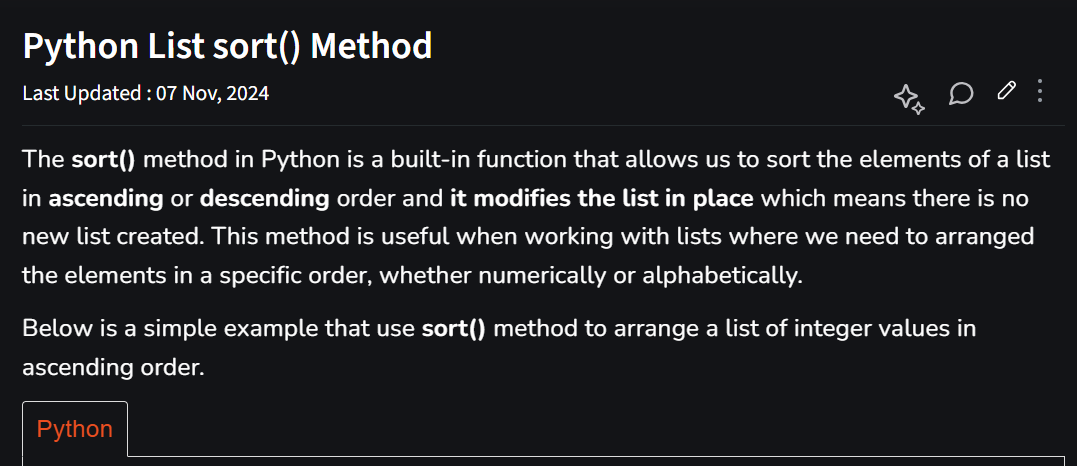 Python List sort() Method
Last Updated : 07 Nov, 2024
The sort() method in Python is a built-in function that allows us to sort the elements of a list
in ascending or descending order and it modifies the list in place which means there is no
new list created. This method is useful when working with lists where we need to arranged
the elements in a specific order, whether numerically or alphabetically.
Below is a simple example that use sort() method to arrange a list of integer values in
ascending order.
Python